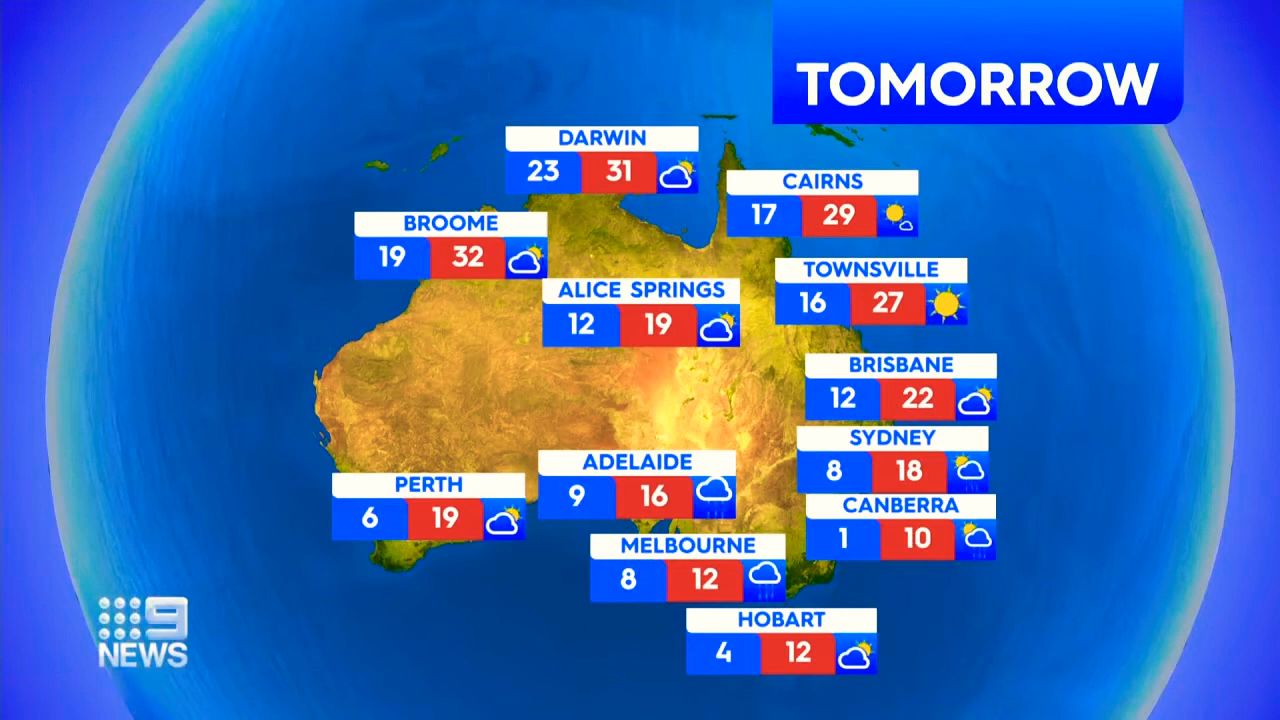 TOMORROW
DARWIN
23 31
CAIRNS
17 29
BROOME
19 32
TOWNSVILLE
16 27
ALICE SPRINGS
12 19
BRISBANE
12 22
SYDNEY
8 18
ADELAIDE
9 16
PERTH
6 19
CANBERRA
1 10
MELBOURNE
8 12
HOBART
4 12
9
NEWS